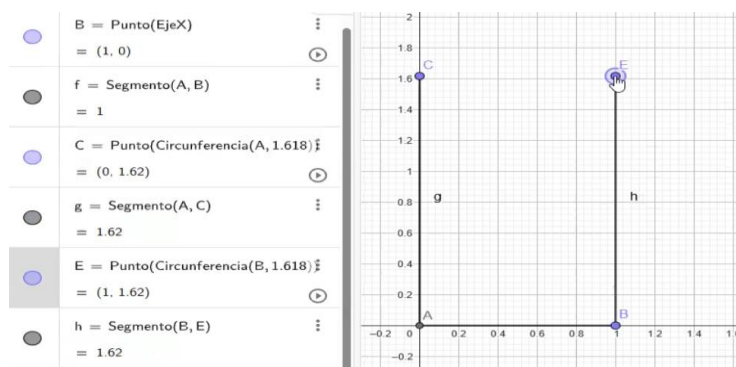 B = Punto(EjeX)
= (1, 0)
f = Segmento(A, B)
= 1
C = Punto(Circunferencia(A, 1.618))
= (0, 1.62)
g = Segmento(A, C)
= 1.62
E = Punto(Circunferencia(B, 1.618))
= (1, 1.62)
h = Segmento(B, E)
= 1.62
2
1.8
C
E
1.6
1.4
1.2
1
0.8
g
h
0.6
0.4
0.2
A
B
−0.2
0
0.2
0.4
0.6
0.8
1
1.2
1.4
−0.2